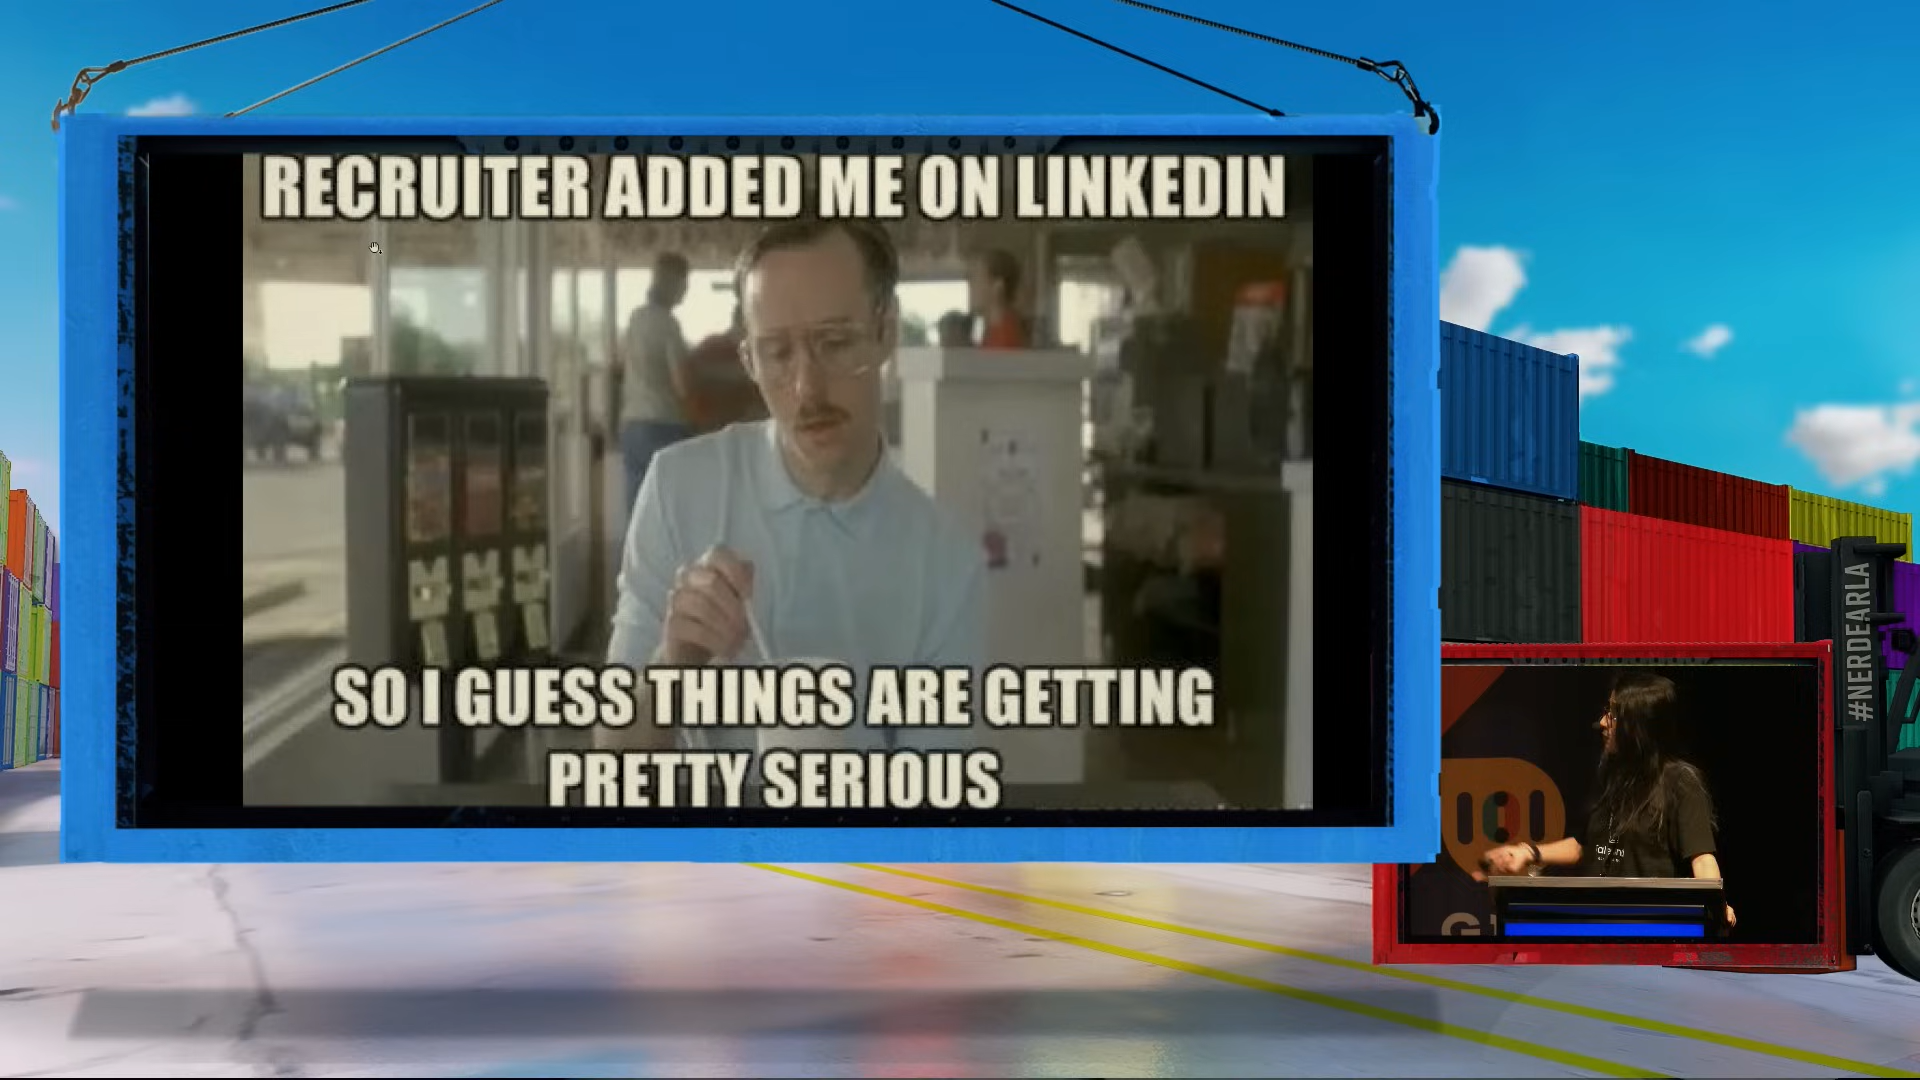 RECRUITER ADDED ME ON LINKEDIN
SO I GUESS THINGS ARE GETTING
PRETTY SERIOUS
#NERDEARLA